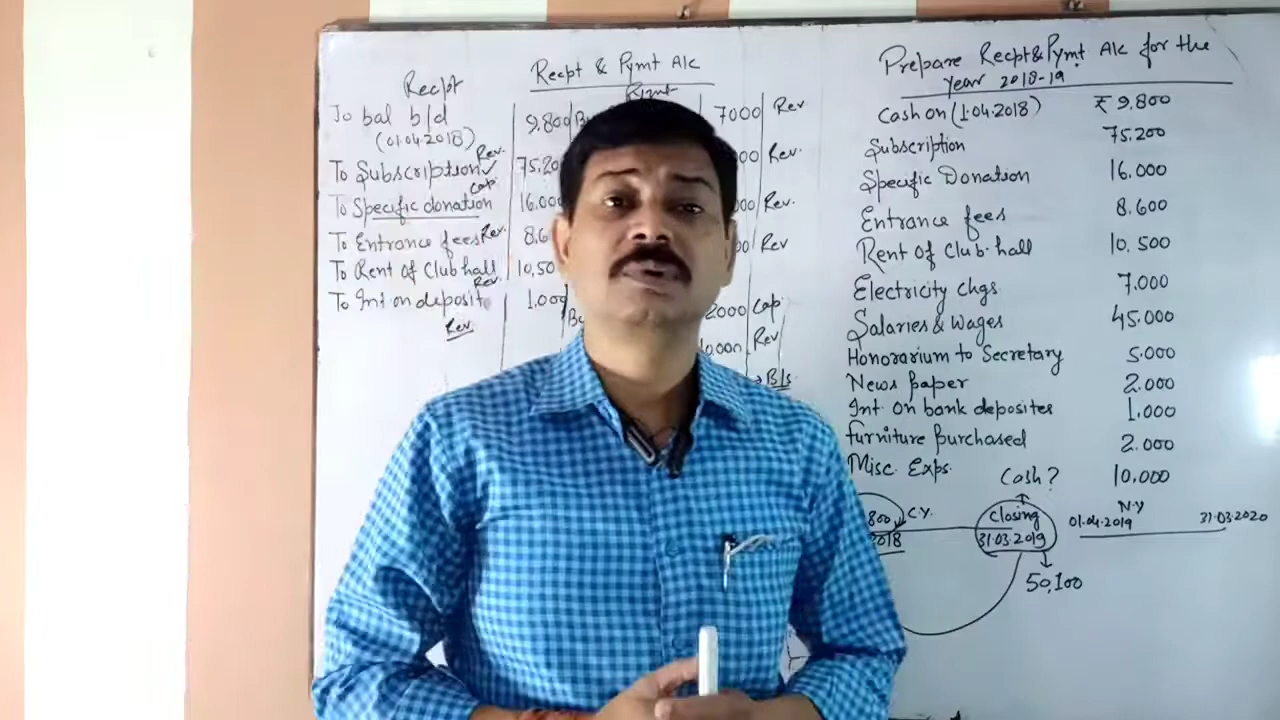 Recpt & Pymt A/c
Recpt
Pymt
To bal b/d
(01.04.2018)
9.800
To Subscription
Rev.
75.20
To Specific donation
Cap
16.000
To Entrance fees
Rev.
8.6
To Rent of Club hall
Rev.
10,50
To Int on deposit
1.000
Rev.
7000 Rev
00 Rev.
000 Rev.
00 Rev
2000 Cap
Rev
B/s
Prepare Recpt & Pymt A/c for the
year 2018-19
Cash on (1.04.2018) ₹ 9.800
Subscription 75.200
Specific Donation 16.000
Entrance fees 8.600
Rent of Club hall 10.500
Electricity chgs 7.000
Salaries & Wages 45.000
Honorarium to Secretary 5.000
News paper 2.000
Int on bank deposites 1.000
furniture purchased 2.000
Misc. Exps. 10,000
Cash?
800 C.Y. Closing 01.04.2019 N.Y 31.03.2020
2018 31.03.2019
50,100